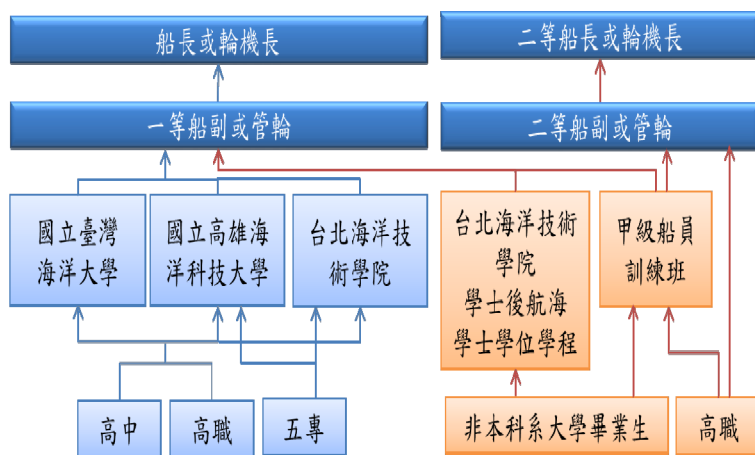 船長或輪機長
二等船長或輪機長
一等船副或管輪
二等船副或管輪
國立臺灣
海洋大學
國立高雄海
洋科技大學
台北海洋技
術學院
台北海洋技術
學院
學士後航海
學士學位學程
甲級船員
訓練班
高中
高職
五專
非本科系大學畢業生
高職